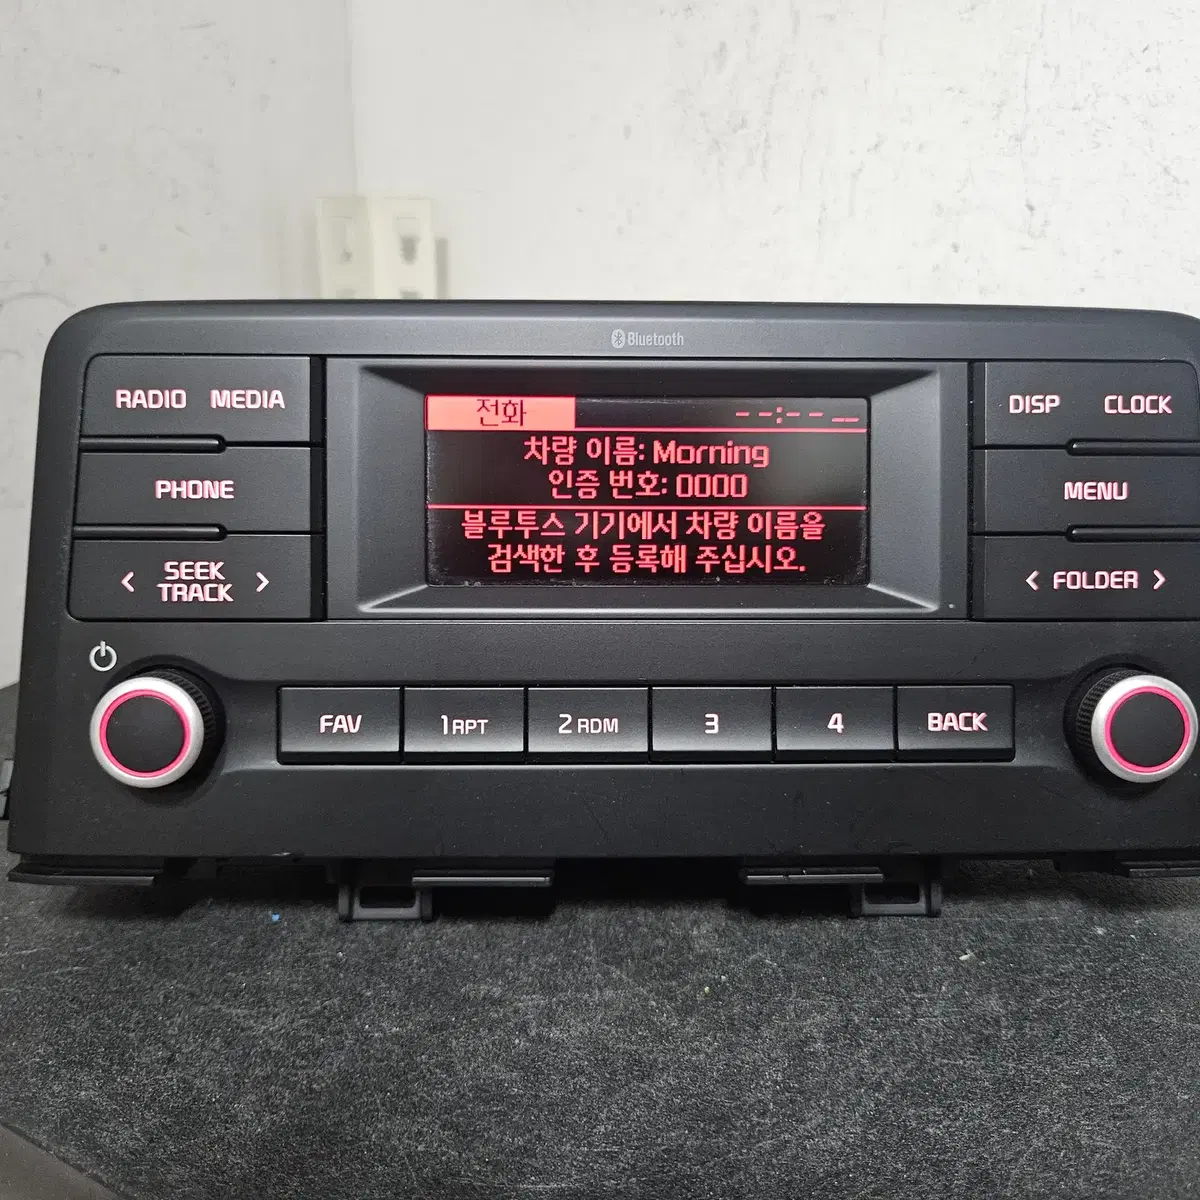 Bluetooth
RADIO MEDIA
PHONE
< SEEK >
TRACK
전화 --:-- --
차량 이름: Morning
인증 번호: 0000
블루투스 기기에서 차량 이름을
검색한 후 등록해 주십시오.
DISP CLOCK
MENU
< FOLDER >
FAV 1 RPT 2 RDM 3 4 BACK